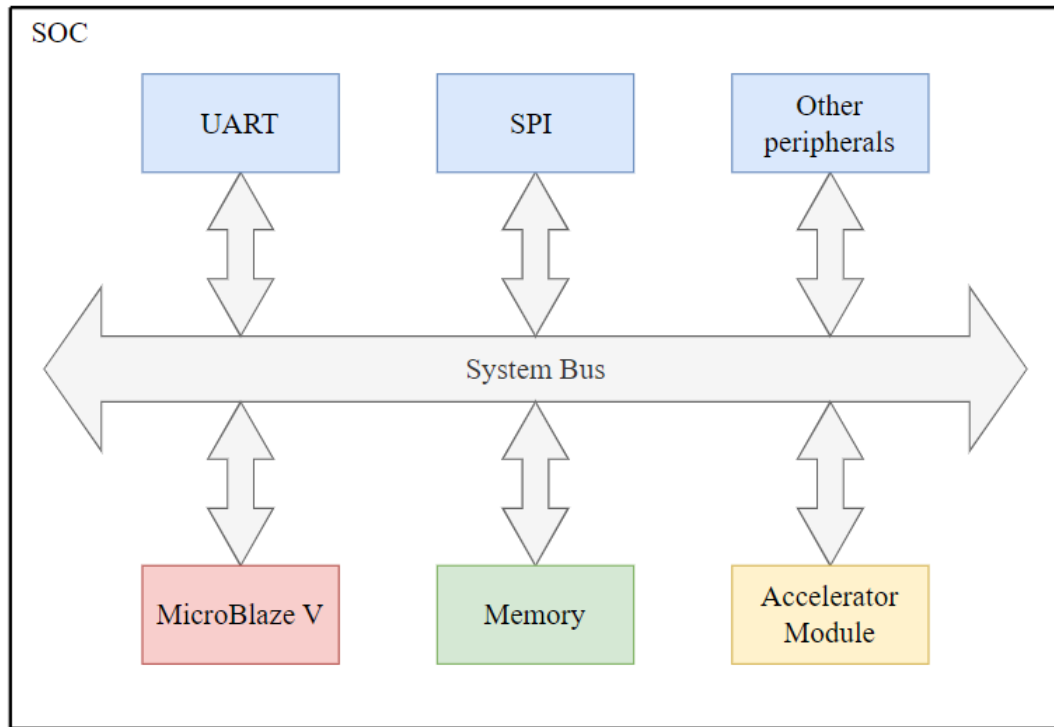 SOC
UART
SPI
Other
peripherals
System Bus
MicroBlaze V
Memory
Accelerator
Module